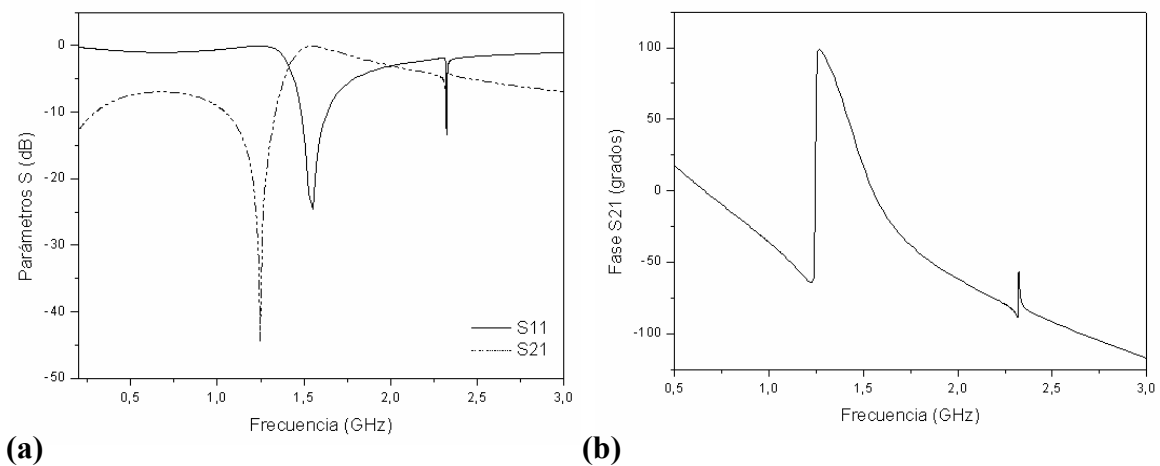 0
-10
-20
-30
-40
-50
Parámetros S (dB)
S11
S21
0,5
1,0
1,5
2,0
2,5
3,0
Frecuencia (GHz)
(a)
100
50
0
-50
-100
Fase S21 (grados)
0,5
1,0
1,5
2,0
2,5
3,0
Frecuencia (GHz)
(b)